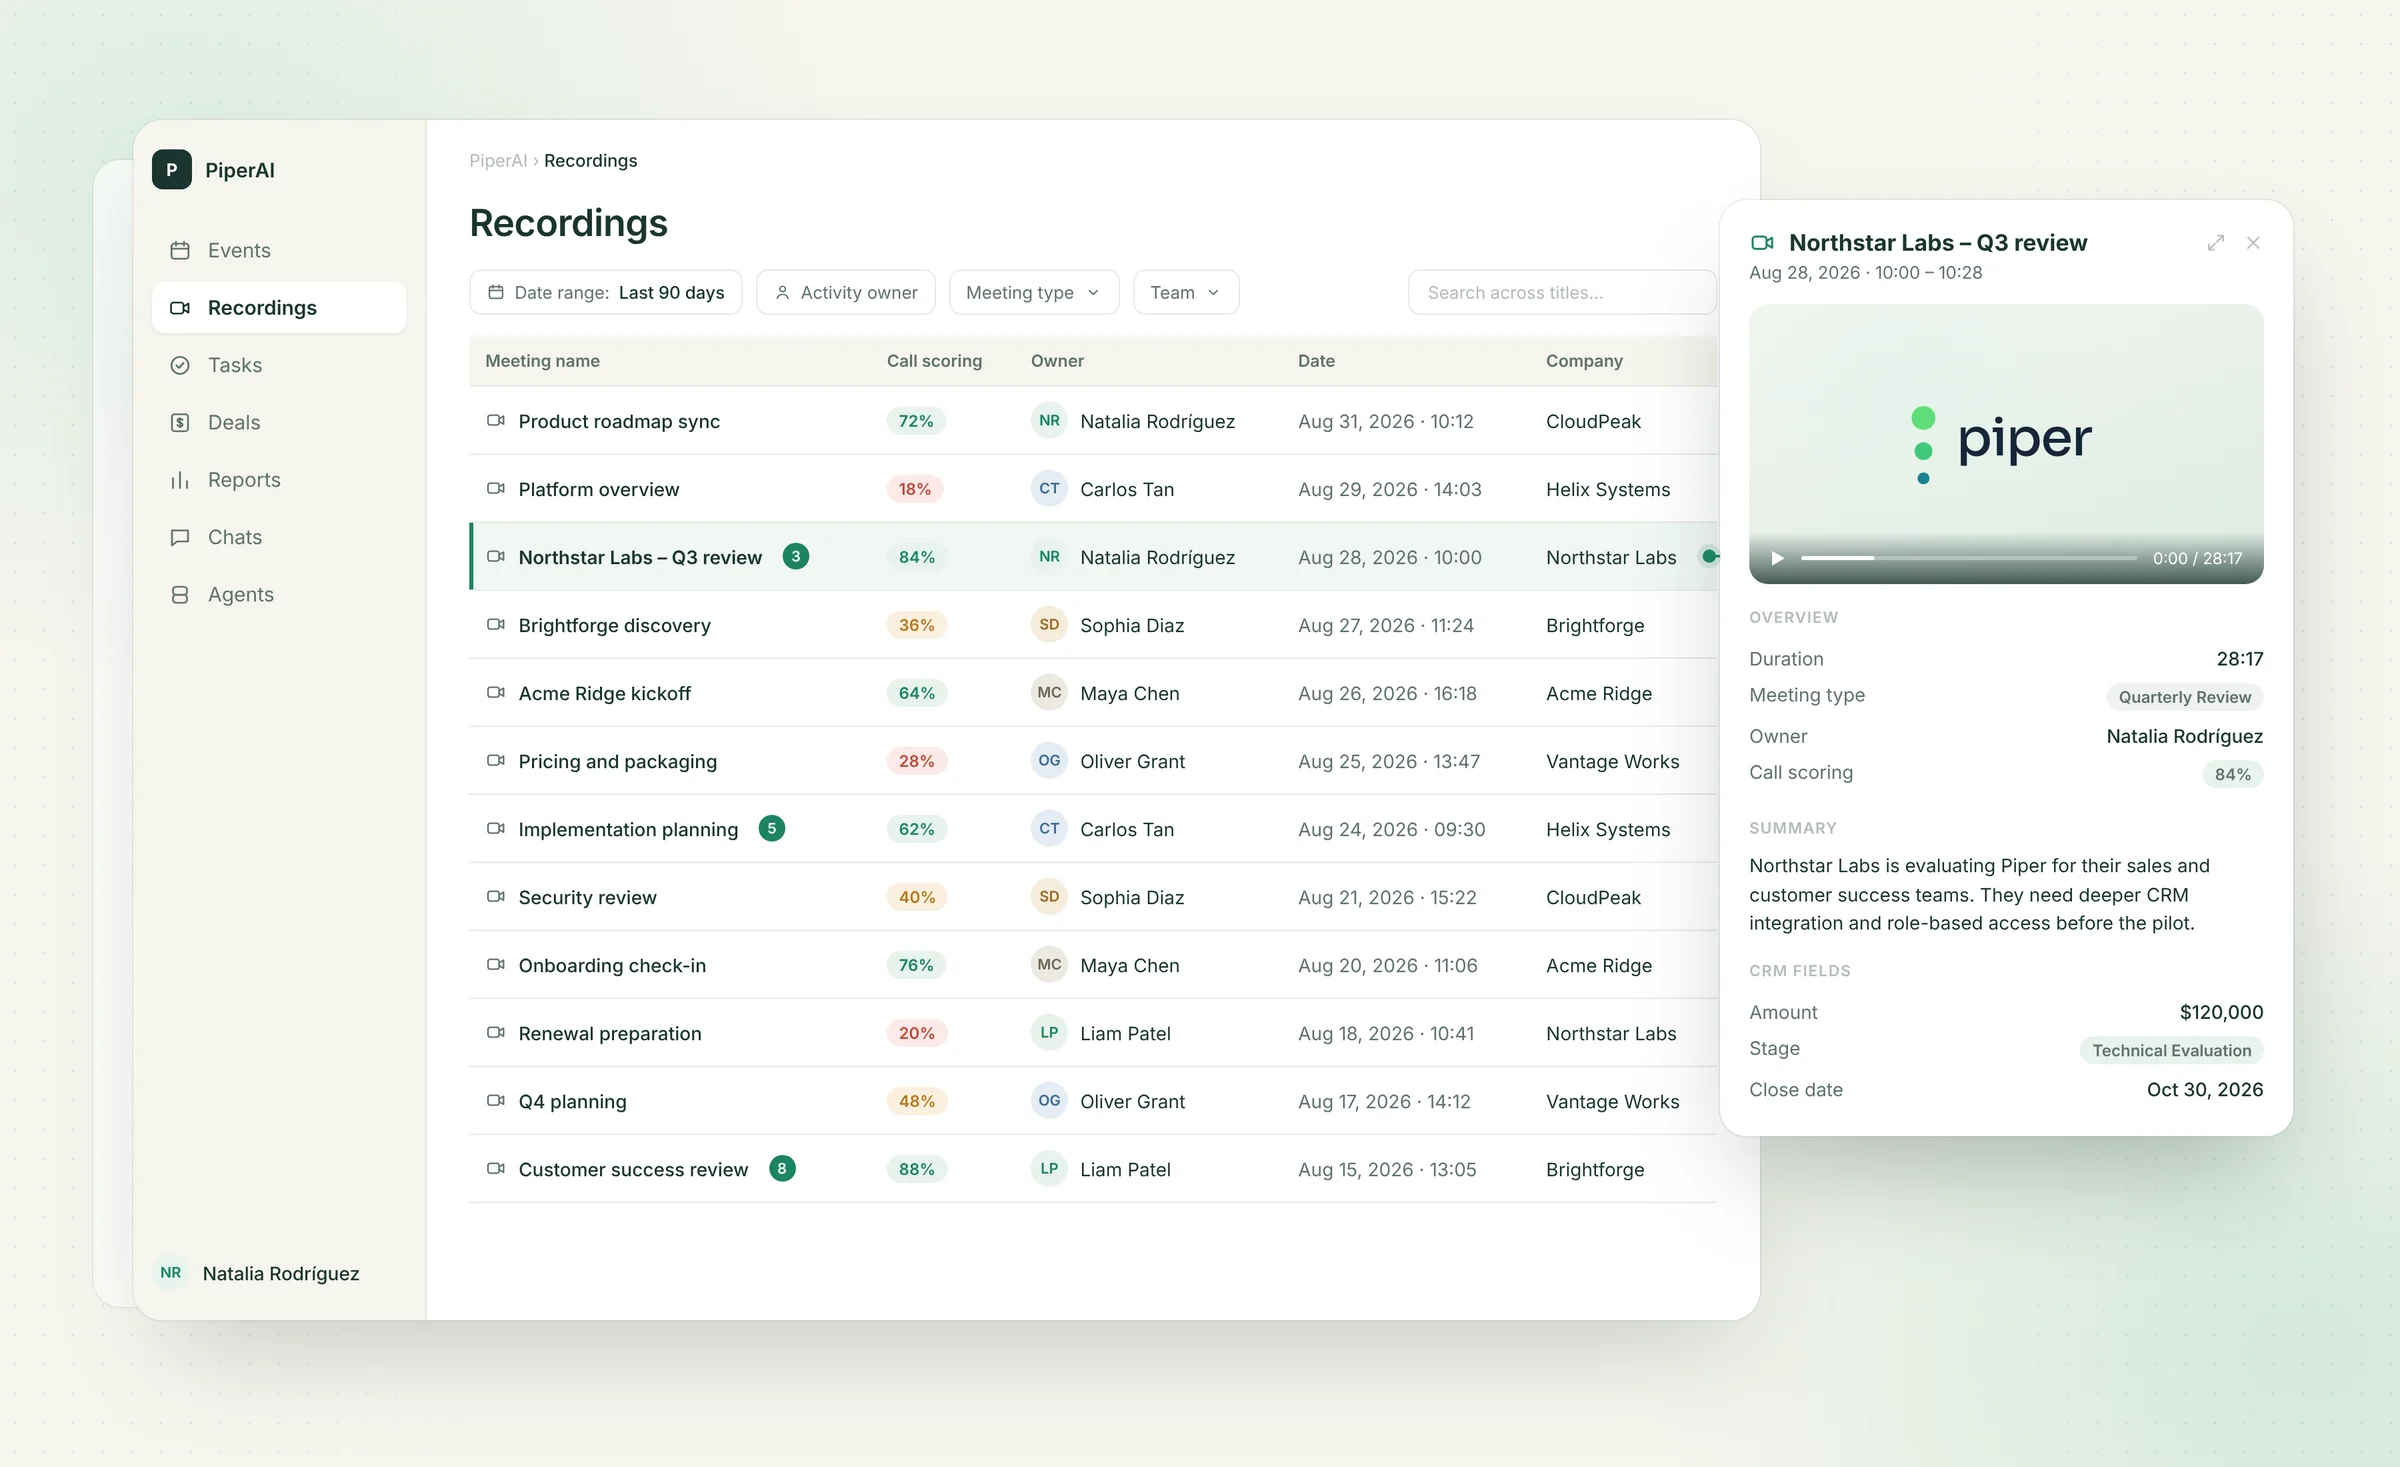 P PiperAI
Events
Recordings
Tasks
Deals
Reports
Chats
Agents
NR Natalia Rodríguez
PiperAI › Recordings
Recordings
Date range: Last 90 days Activity owner Meeting type Team Search across titles...
Meeting name Call scoring Owner Date Company
Product roadmap sync 72% NR Natalia Rodríguez Aug 31, 2026 · 10:12 CloudPeak
Platform overview 18% CT Carlos Tan Aug 29, 2026 · 14:03 Helix Systems
Northstar Labs – Q3 review 3 84% NR Natalia Rodríguez Aug 28, 2026 · 10:00 Northstar Labs
Brightforge discovery 36% SD Sophia Diaz Aug 27, 2026 · 11:24 Brightforge
Acme Ridge kickoff 64% MC Maya Chen Aug 26, 2026 · 16:18 Acme Ridge
Pricing and packaging 28% OG Oliver Grant Aug 25, 2026 · 13:47 Vantage Works
Implementation planning 5 62% CT Carlos Tan Aug 24, 2026 · 09:30 Helix Systems
Security review 40% SD Sophia Diaz Aug 21, 2026 · 15:22 CloudPeak
Onboarding check-in 76% MC Maya Chen Aug 20, 2026 · 11:06 Acme Ridge
Renewal preparation 20% LP Liam Patel Aug 18, 2026 · 10:41 Northstar Labs
Q4 planning 48% OG Oliver Grant Aug 17, 2026 · 14:12 Vantage Works
Customer success review 8 88% LP Liam Patel Aug 15, 2026 · 13:05 Brightforge
Northstar Labs – Q3 review
Aug 28, 2026 · 10:00 – 10:28
piper
0:00 / 28:17
OVERVIEW
Duration 28:17
Meeting type Quarterly Review
Owner Natalia Rodríguez
Call scoring 84%
SUMMARY
Northstar Labs is evaluating Piper for their sales and
customer success teams. They need deeper CRM
integration and role-based access before the pilot.
CRM FIELDS
Amount $120,000
Stage Technical Evaluation
Close date Oct 30, 2026